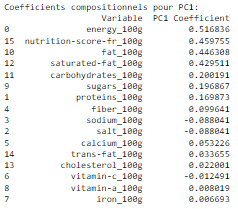 Coefficients compositionnels pour PC1:
Variable PC1 Coefficient
0 energy_100g 0.516836
15 nutrition-score-fr_100g 0.459755
10 fat_100g 0.446308
12 saturated-fat_100g 0.429511
11 carbohydrates_100g 0.200191
9 sugars_100g 0.196867
1 proteins_100g 0.169873
4 fiber_100g 0.099641
3 sodium_100g -0.088041
2 salt_100g -0.088041
5 calcium_100g 0.053226
14 trans-fat_100g 0.033655
13 cholesterol_100g 0.022041
6 vitamin-c_100g -0.012491
8 vitamin-a_100g 0.008019
7 iron_100g 0.006693